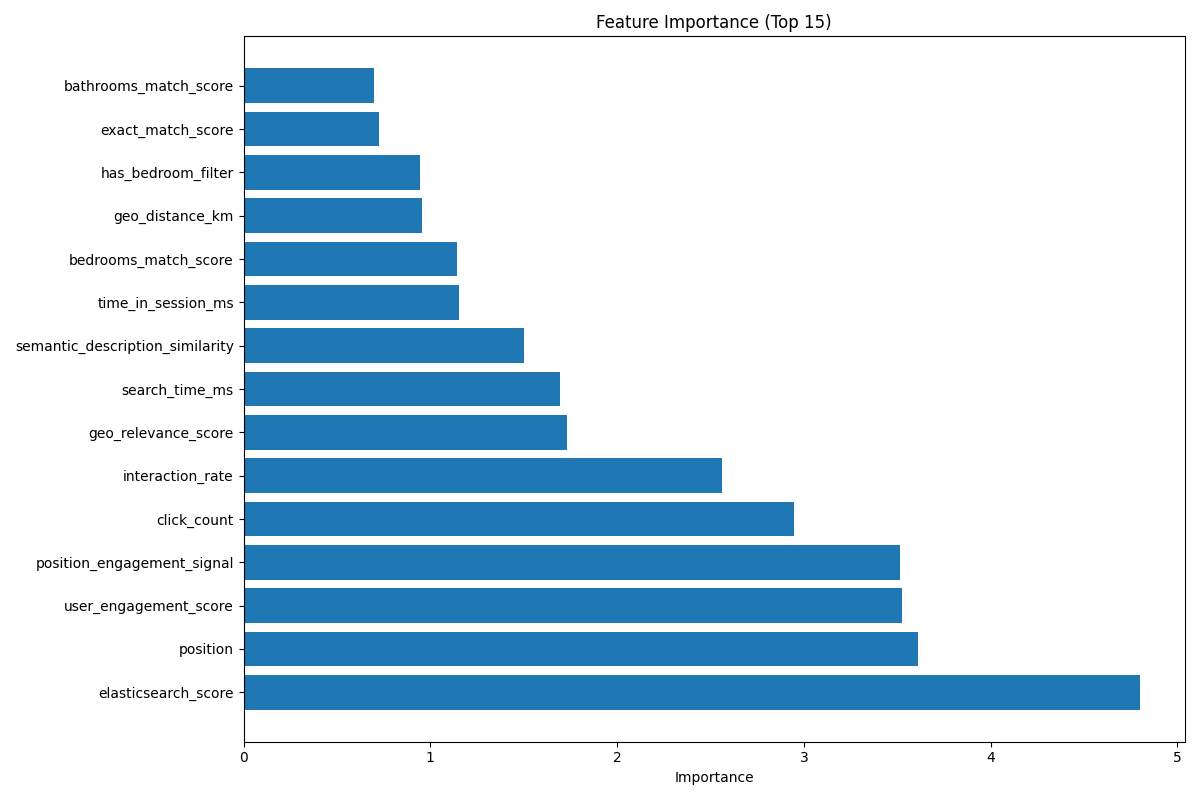 Feature Importance (Top 15)
bathrooms_match_score
exact_match_score
has_bedroom_filter
geo_distance_km
bedrooms_match_score
time_in_session_ms
semantic_description_similarity
search_time_ms
geo_relevance_score
interaction_rate
click_count
position_engagement_signal
user_engagement_score
position
elasticsearch_score
0 1 2 3 4 5
Importance